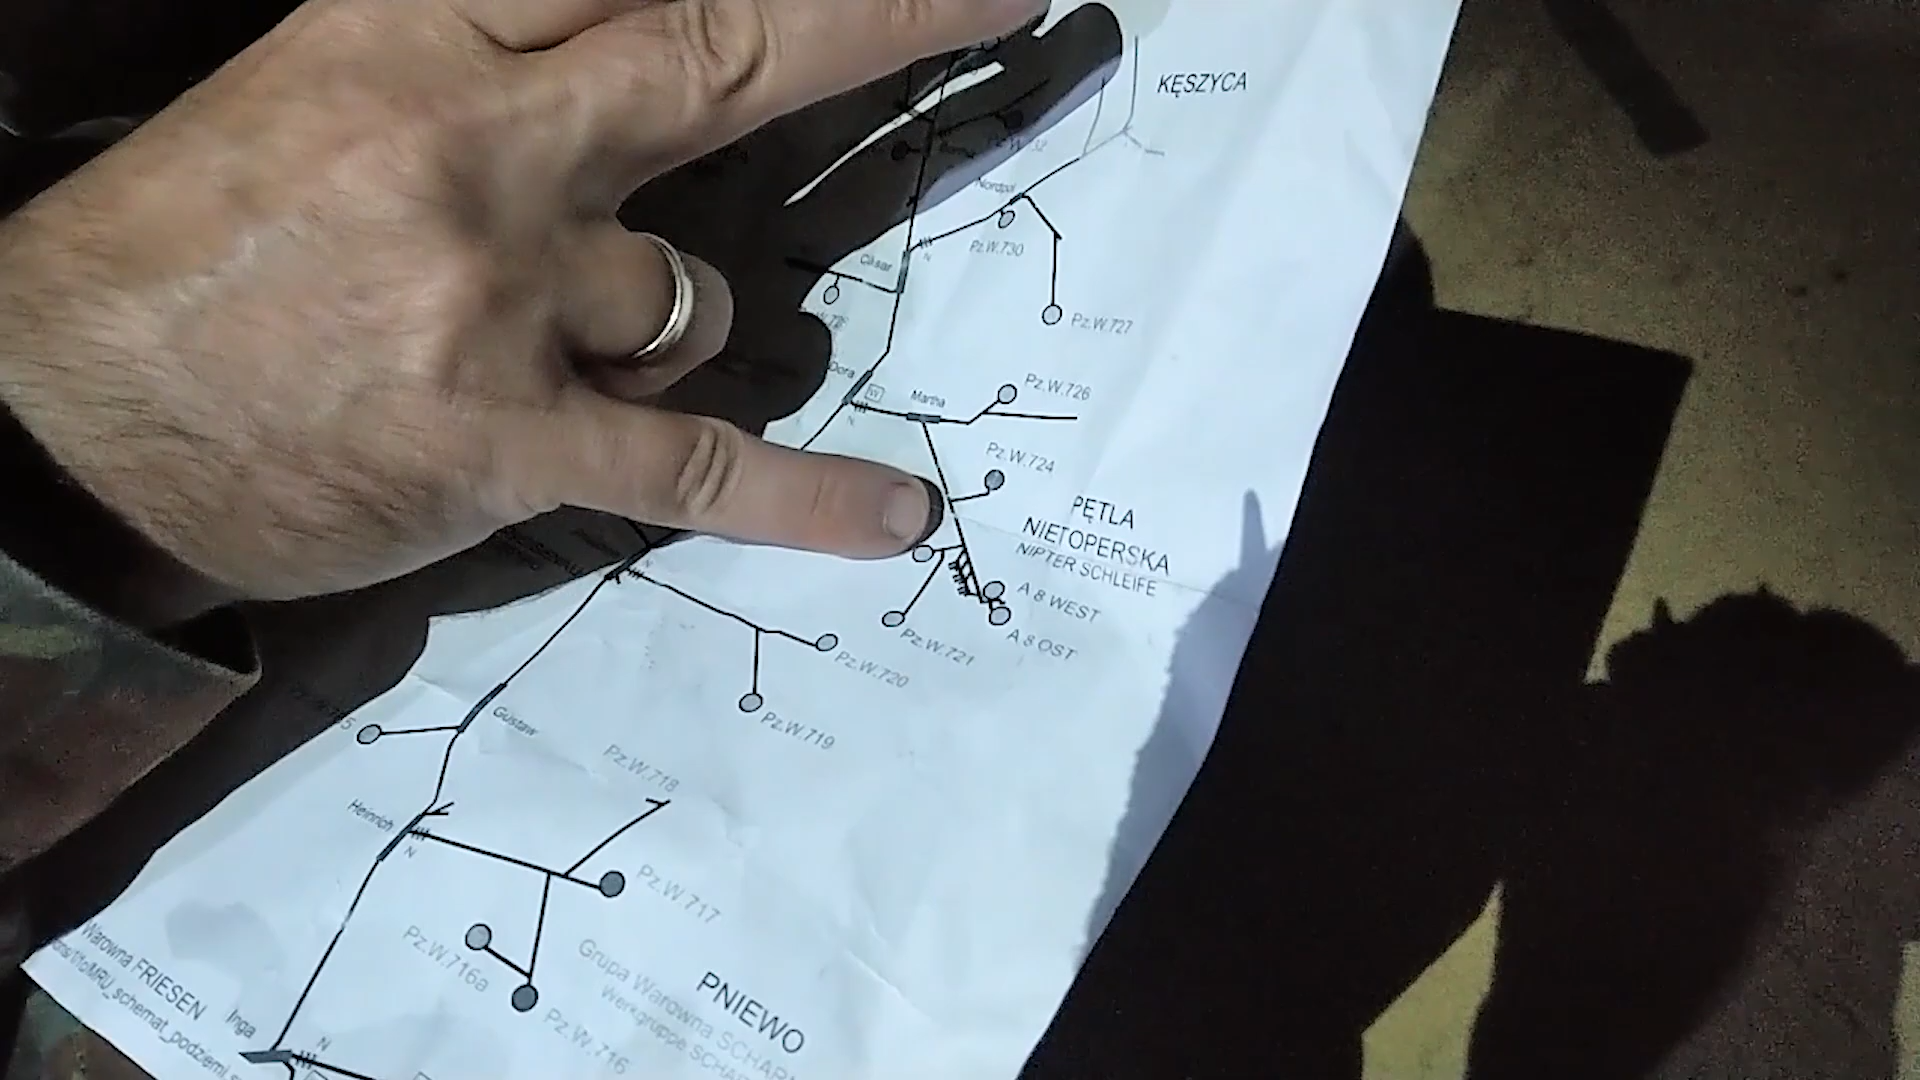 KĘSZYCA
Nordpol
Pz.W.730
N
Cäsar
Pz.W.727
Dora
W
N
Martha
Pz.W.726
Pz.W.724
PĘTLA
NIETOPERSKA
NIPTER SCHLEIFE
A 8 WEST
A 8 OST
Pz.W.721
N
Pz.W.720
Pz.W.719
Gustaw
Pz.W.718
Heinrich
N
Pz.W.717
Pz.W.716a
Pz.W.716
PNIEWO
Grupa Warowna
Werkgruppe
Warowna FRIESEN
Inga
N